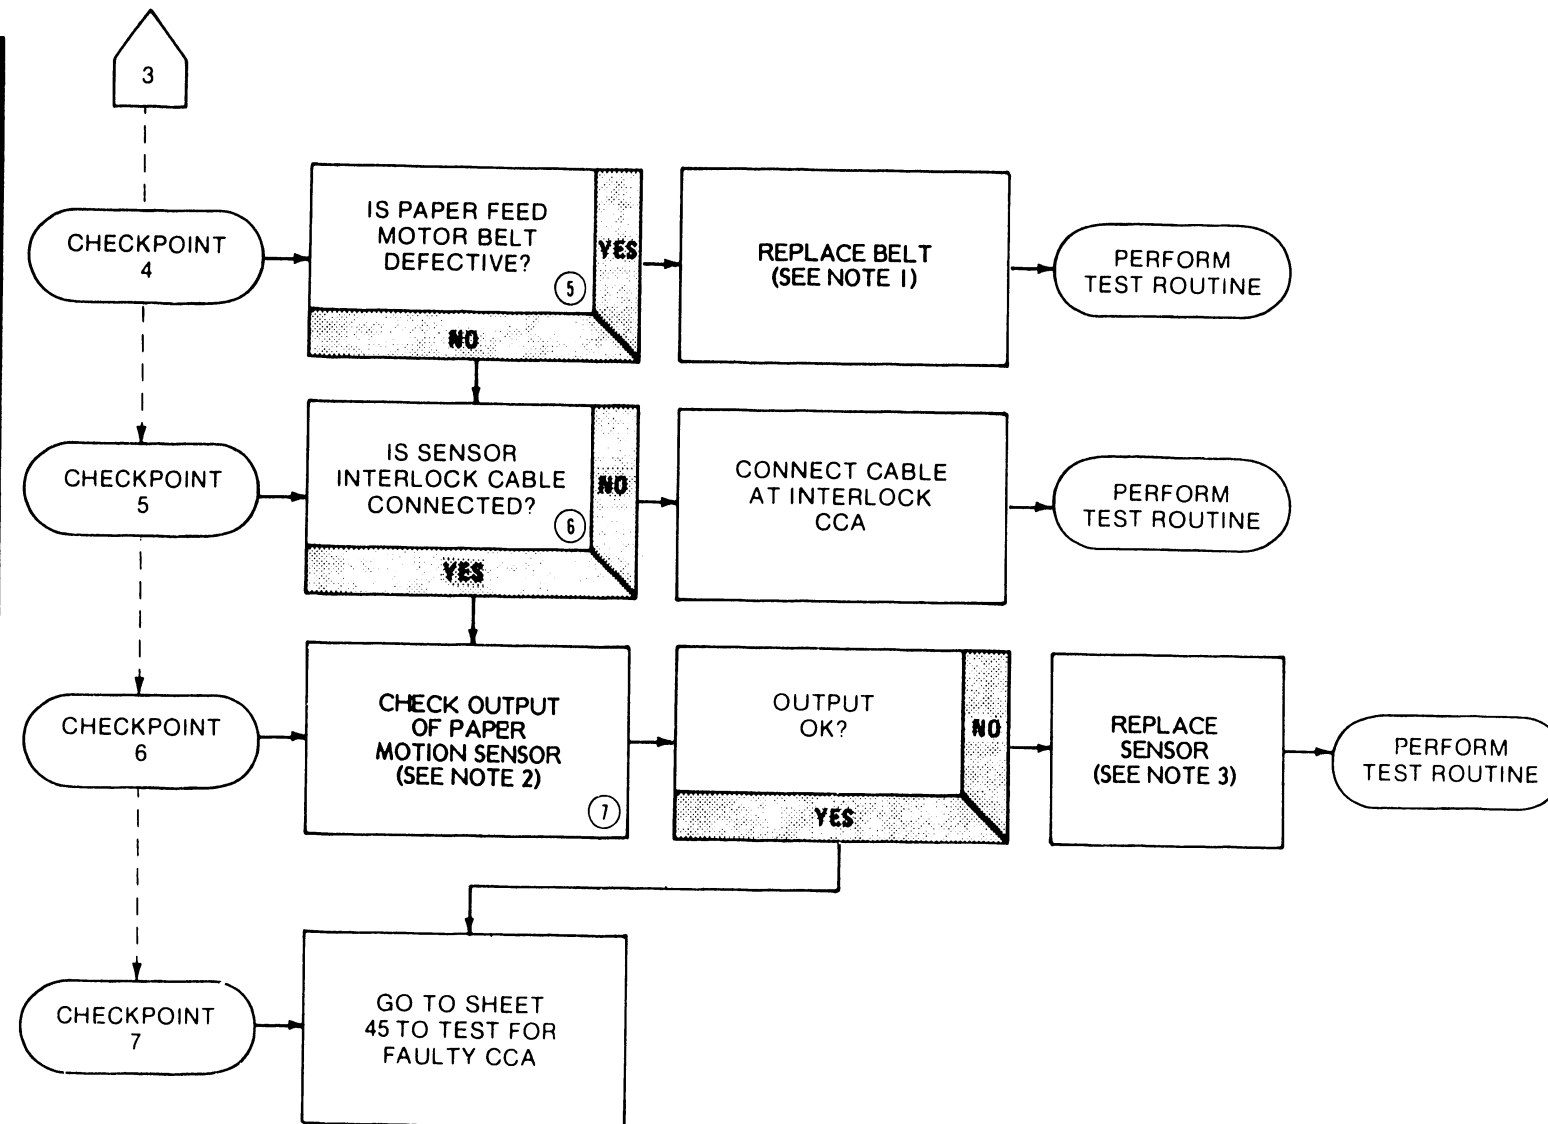 3
CHECKPOINT
4
IS PAPER FEED
MOTOR BELT
DEFECTIVE?
5
YES
NO
REPLACE BELT
(SEE NOTE 1)
PERFORM
TEST ROUTINE
CHECKPOINT
5
IS SENSOR
INTERLOCK CABLE
CONNECTED?
6
NO
YES
CONNECT CABLE
AT INTERLOCK
CCA
PERFORM
TEST ROUTINE
CHECKPOINT
6
CHECK OUTPUT
OF PAPER
MOTION SENSOR
(SEE NOTE 2)
7
OUTPUT
OK?
NO
YES
REPLACE
SENSOR
(SEE NOTE 3)
PERFORM
TEST ROUTINE
CHECKPOINT
7
GO TO SHEET
45 TO TEST FOR
FAULTY CCA